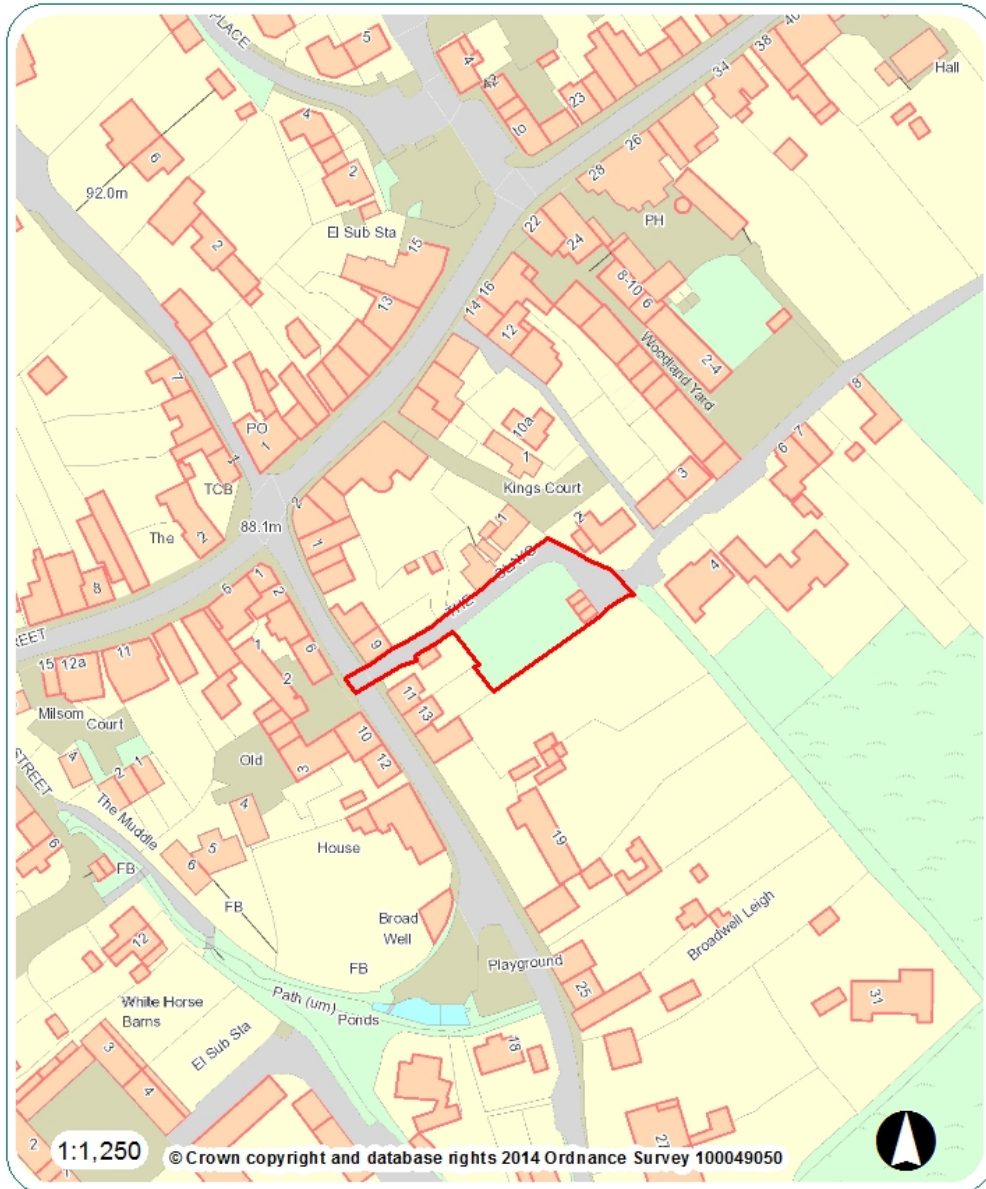 PLACE
5
4
42
to
23
34
38
40
Hall
6
4
2
92.0m
28
26
PH
El Sub Sta
15
22
24
2
13
14 16
12
8-10
6
Woodland Yard
2-4
7
PO
1
10a
1
8
6 7
3
TCB
1
Kings Court
2
88.1m
The
2
1
1
2
THE SLAYS
4
8
6
1
2
9
6
REET
15
12a
11
1
2
11
13
Milsom
Court
10
12
Old
3
4
2
1
STREET
The Muddle
4
5
6
House
19
6
FB
FB
Broad
Well
Broadwell Leigh
12
FB
Playground
25
31
White Horse
Barns
Path (um)
Ponds
El Sub Sta
18
3
4
2
1
27
1:1,250
© Crown copyright and database rights 2014 Ordnance Survey 100049050